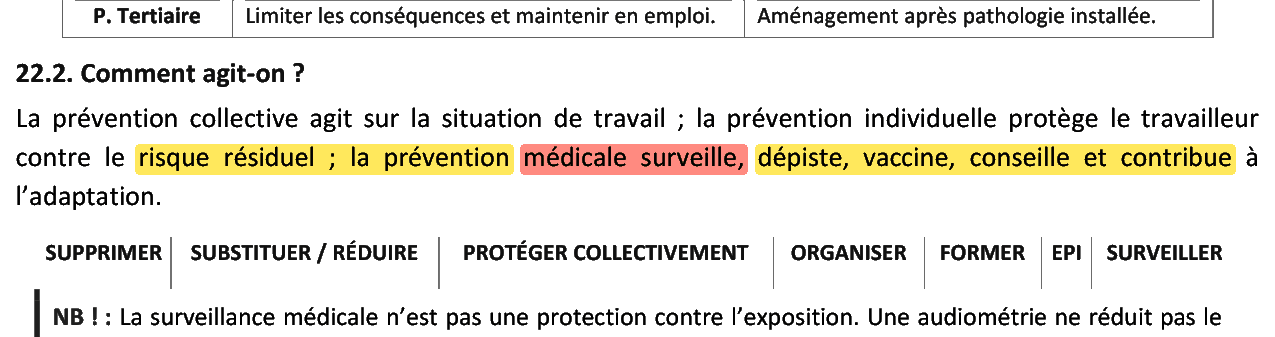 P. Tertiaire Limiter les conséquences et maintenir en emploi. Aménagement après pathologie installée.
22.2. Comment agit-on ?
La prévention collective agit sur la situation de travail ; la prévention individuelle protège le travailleur
contre le risque résiduel ; la prévention médicale surveille, dépiste, vaccine, conseille et contribue à
l’adaptation.
SUPPRIMER SUBSTITUER / RÉDUIRE PROTÉGER COLLECTIVEMENT ORGANISER FORMER EPI SURVEILLER
NB ! : La surveillance médicale n’est pas une protection contre l’exposition. Une audiométrie ne réduit pas le